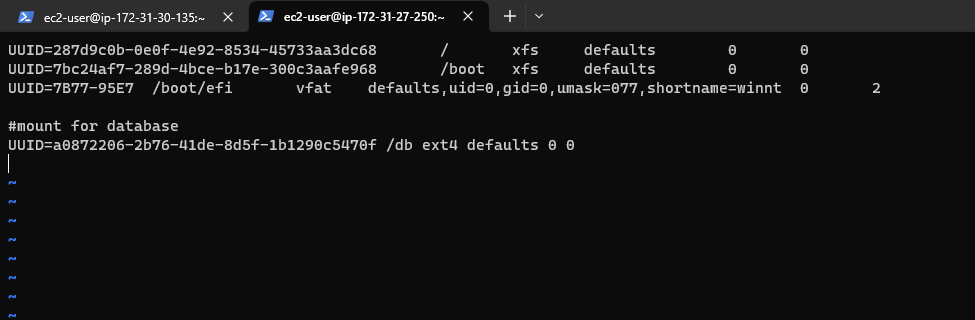 ec2-user@ip-172-31-30-135:~ ec2-user@ip-172-31-27-250:~
UUID=287d9c0b-0e0f-4e92-8534-45733aa3dc68 / xfs defaults 0 0
UUID=7bc24af7-289d-4bce-b17e-300c3aafe968 /boot xfs defaults 0 0
UUID=7B77-95E7 /boot/efi vfat defaults,uid=0,gid=0,umask=077,shortname=winnt 0 2
#mount for database
UUID=a0872206-2b76-41de-8d5f-1b1290c5470f /db ext4 defaults 0 0
~
~
~
~
~
~
~
~